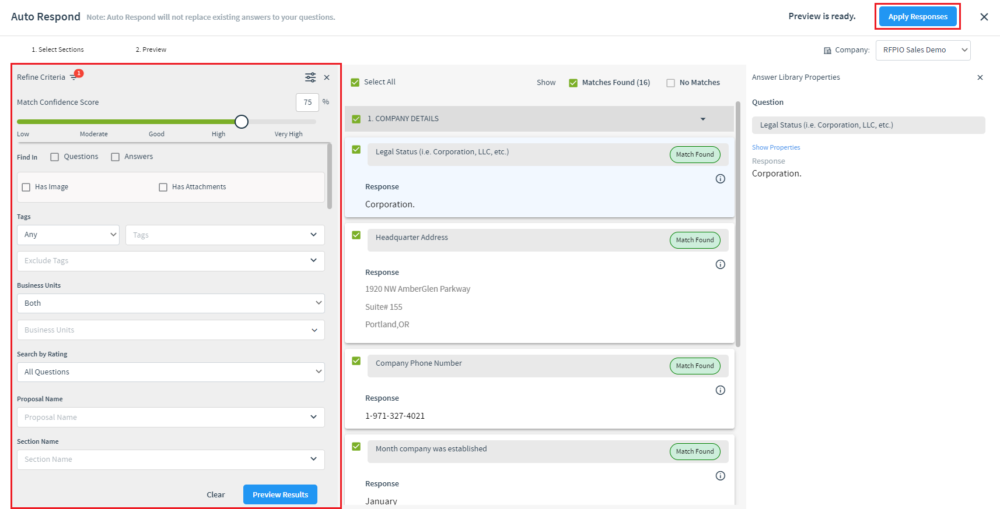 Auto Respond Note: Auto Respond will not replace existing answers to your questions. Preview is ready. Apply Responses
1. Select Sections 2. Preview Company: RFPIO Sales Demo
Refine Criteria 1
Match Confidence Score 75 %
Low Moderate Good High Very High
Find In Questions Answers
Has Image Has Attachments
Tags
Any Tags
Exclude Tags
Business Units
Both
Business Units
Search by Rating
All Questions
Proposal Name
Proposal Name
Section Name
Section Name
Clear Preview Results
Select All Show Matches Found (16) No Matches
1. COMPANY DETAILS
Legal Status (i.e. Corporation, LLC, etc.) Match Found
Response
Corporation.
Headquarter Address Match Found
Response
1920 NW AmberGlen Parkway
Suite# 155
Portland,OR
Company Phone Number Match Found
Response
1-971-327-4021
Month company was established Match Found
Response
January
Answer Library Properties
Question
Legal Status (i.e. Corporation, LLC, etc.)
Show Properties
Response
Corporation.